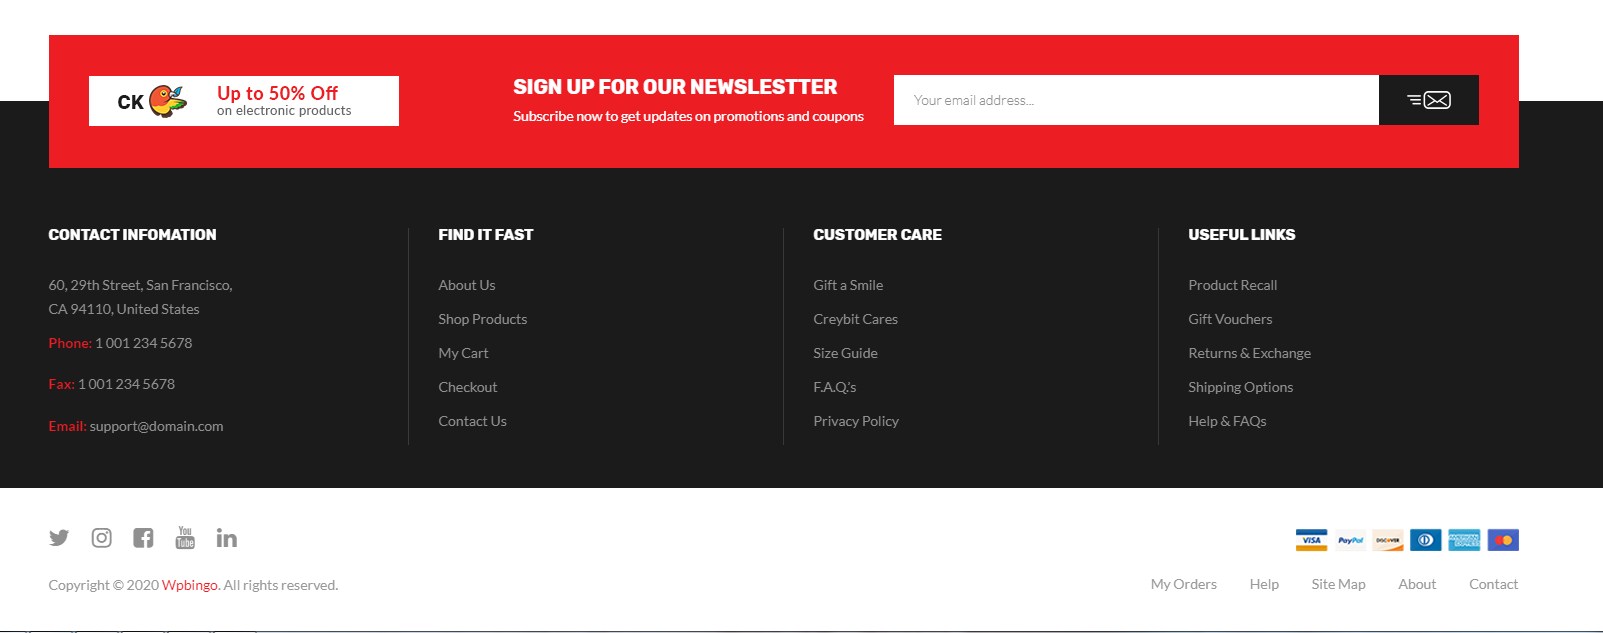 CK
Up to 50% Off
on electronic products
SIGN UP FOR OUR NEWSLESTTER
Subscribe now to get updates on promotions and coupons
Your email address...
CONTACT INFOMATION
60, 29th Street, San Francisco,
CA 94110, United States
Phone: 1 001 234 5678
Fax: 1 001 234 5678
Email: support@domain.com
FIND IT FAST
About Us
Shop Products
My Cart
Checkout
Contact Us
CUSTOMER CARE
Gift a Smile
Creybit Cares
Size Guide
F.A.Q.'s
Privacy Policy
USEFUL LINKS
Product Recall
Gift Vouchers
Returns & Exchange
Shipping Options
Help & FAQs
You
Tube
in
VISA PayPal DISCOVER AMERICAN EXPRESS
Copyright © 2020 Wpbingo. All rights reserved.
My Orders Help Site Map About Contact